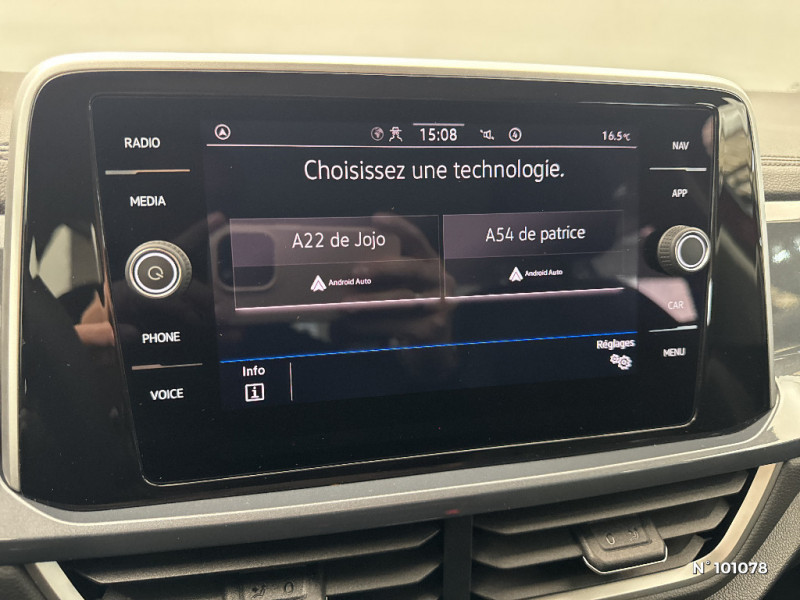 RADIO
MEDIA
PHONE
VOICE
15:08
4
16.5°C
Choisissez une technologie.
A22 de Jojo
Android Auto
A54 de patrice
Android Auto
Info
i
Réglages
NAV
APP
CAR
MENU
N°101078